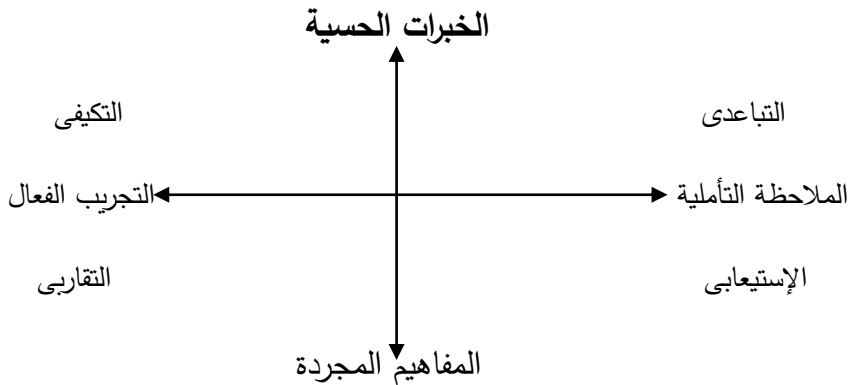 الخبرات الحسية
التباعدى
التكيفى
الملاحظة التأملية
التجريب الفعال
الإستيعابى
التقاربى
المفاهيم المجردة